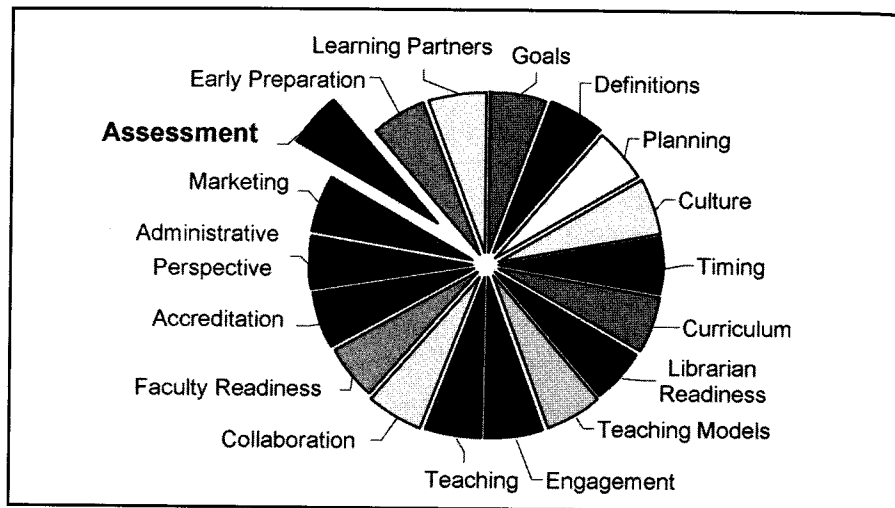 Learning Partners
Goals
Early Preparation
Definitions
Assessment
Planning
Marketing
Culture
Administrative
Perspective
Timing
Accreditation
Curriculum
Faculty Readiness
Librarian
Readiness
Collaboration
Teaching Models
Teaching
Engagement